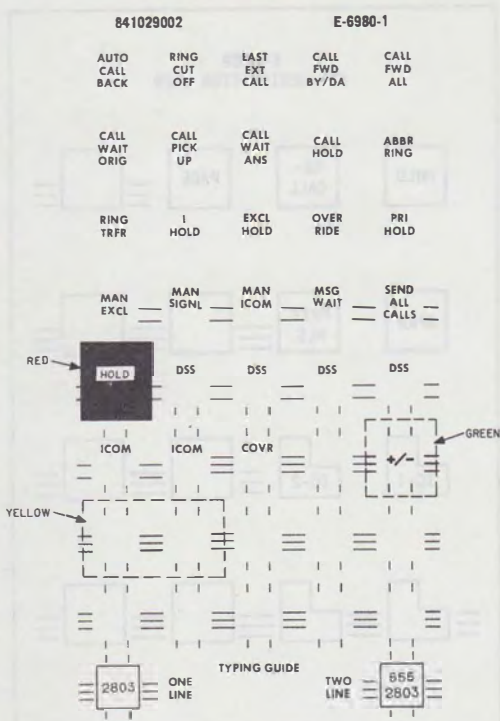 841029002 E-6980-1
AUTO RING LAST CALL CALL
CALL CUT EXT FWD FWD
BACK OFF CALL BY/DA ALL
CALL CALL CALL CALL ABBR
WAIT PICK WAIT HOLD RING
ORIG UP ANS
RING I EXCL OVER PRI
TRFR HOLD HOLD RIDE HOLD
MAN MAN MAN MSG SEND
EXCL SIGNL ICOM WAIT ALL
CALLS
RED
HOLD DSS DSS DSS DSS
GREEN
ICOM ICOM COVR +/-
YELLOW
TYPING GUIDE
2803 ONE LINE TWO LINE 655
2803